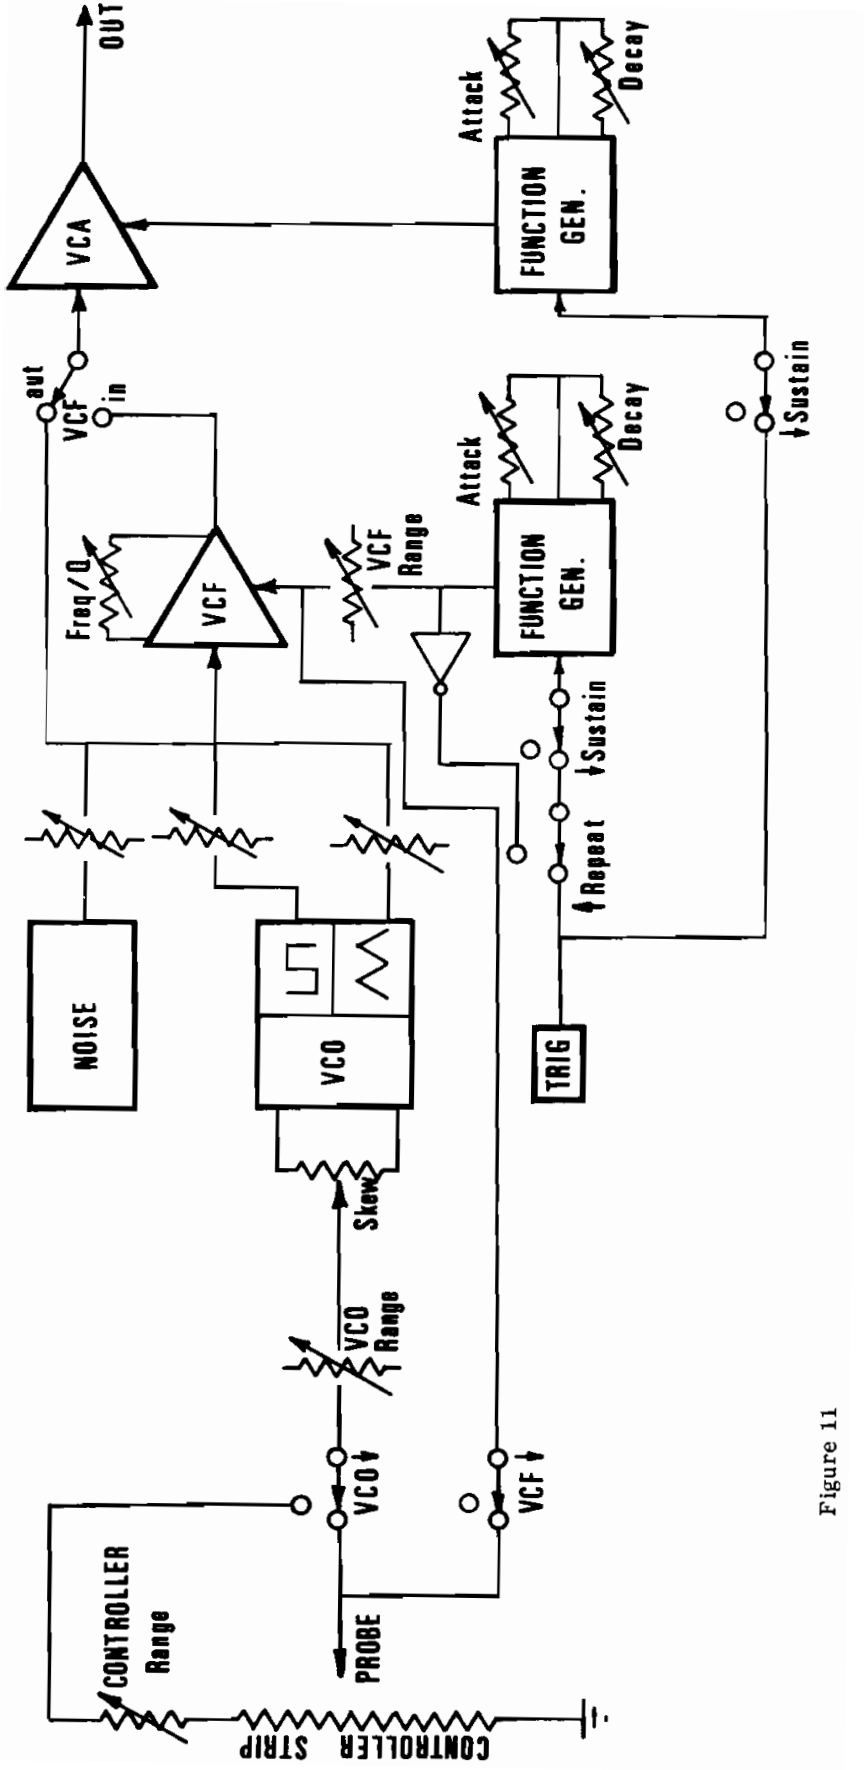 CONTROLLER
Range
CONTROLLER STRIP
PROBE
VCO
VCF
VCO
Range
Skew
VCO
NOISE
TRIG
Repeat
Sustain
Freq/Q
VCF
VCF
Range
FUNCTION
GEN.
Attack
Decay
aut
VCF
in
VCA
OUT
FUNCTION
GEN.
Attack
Decay
Sustain
Figure 11